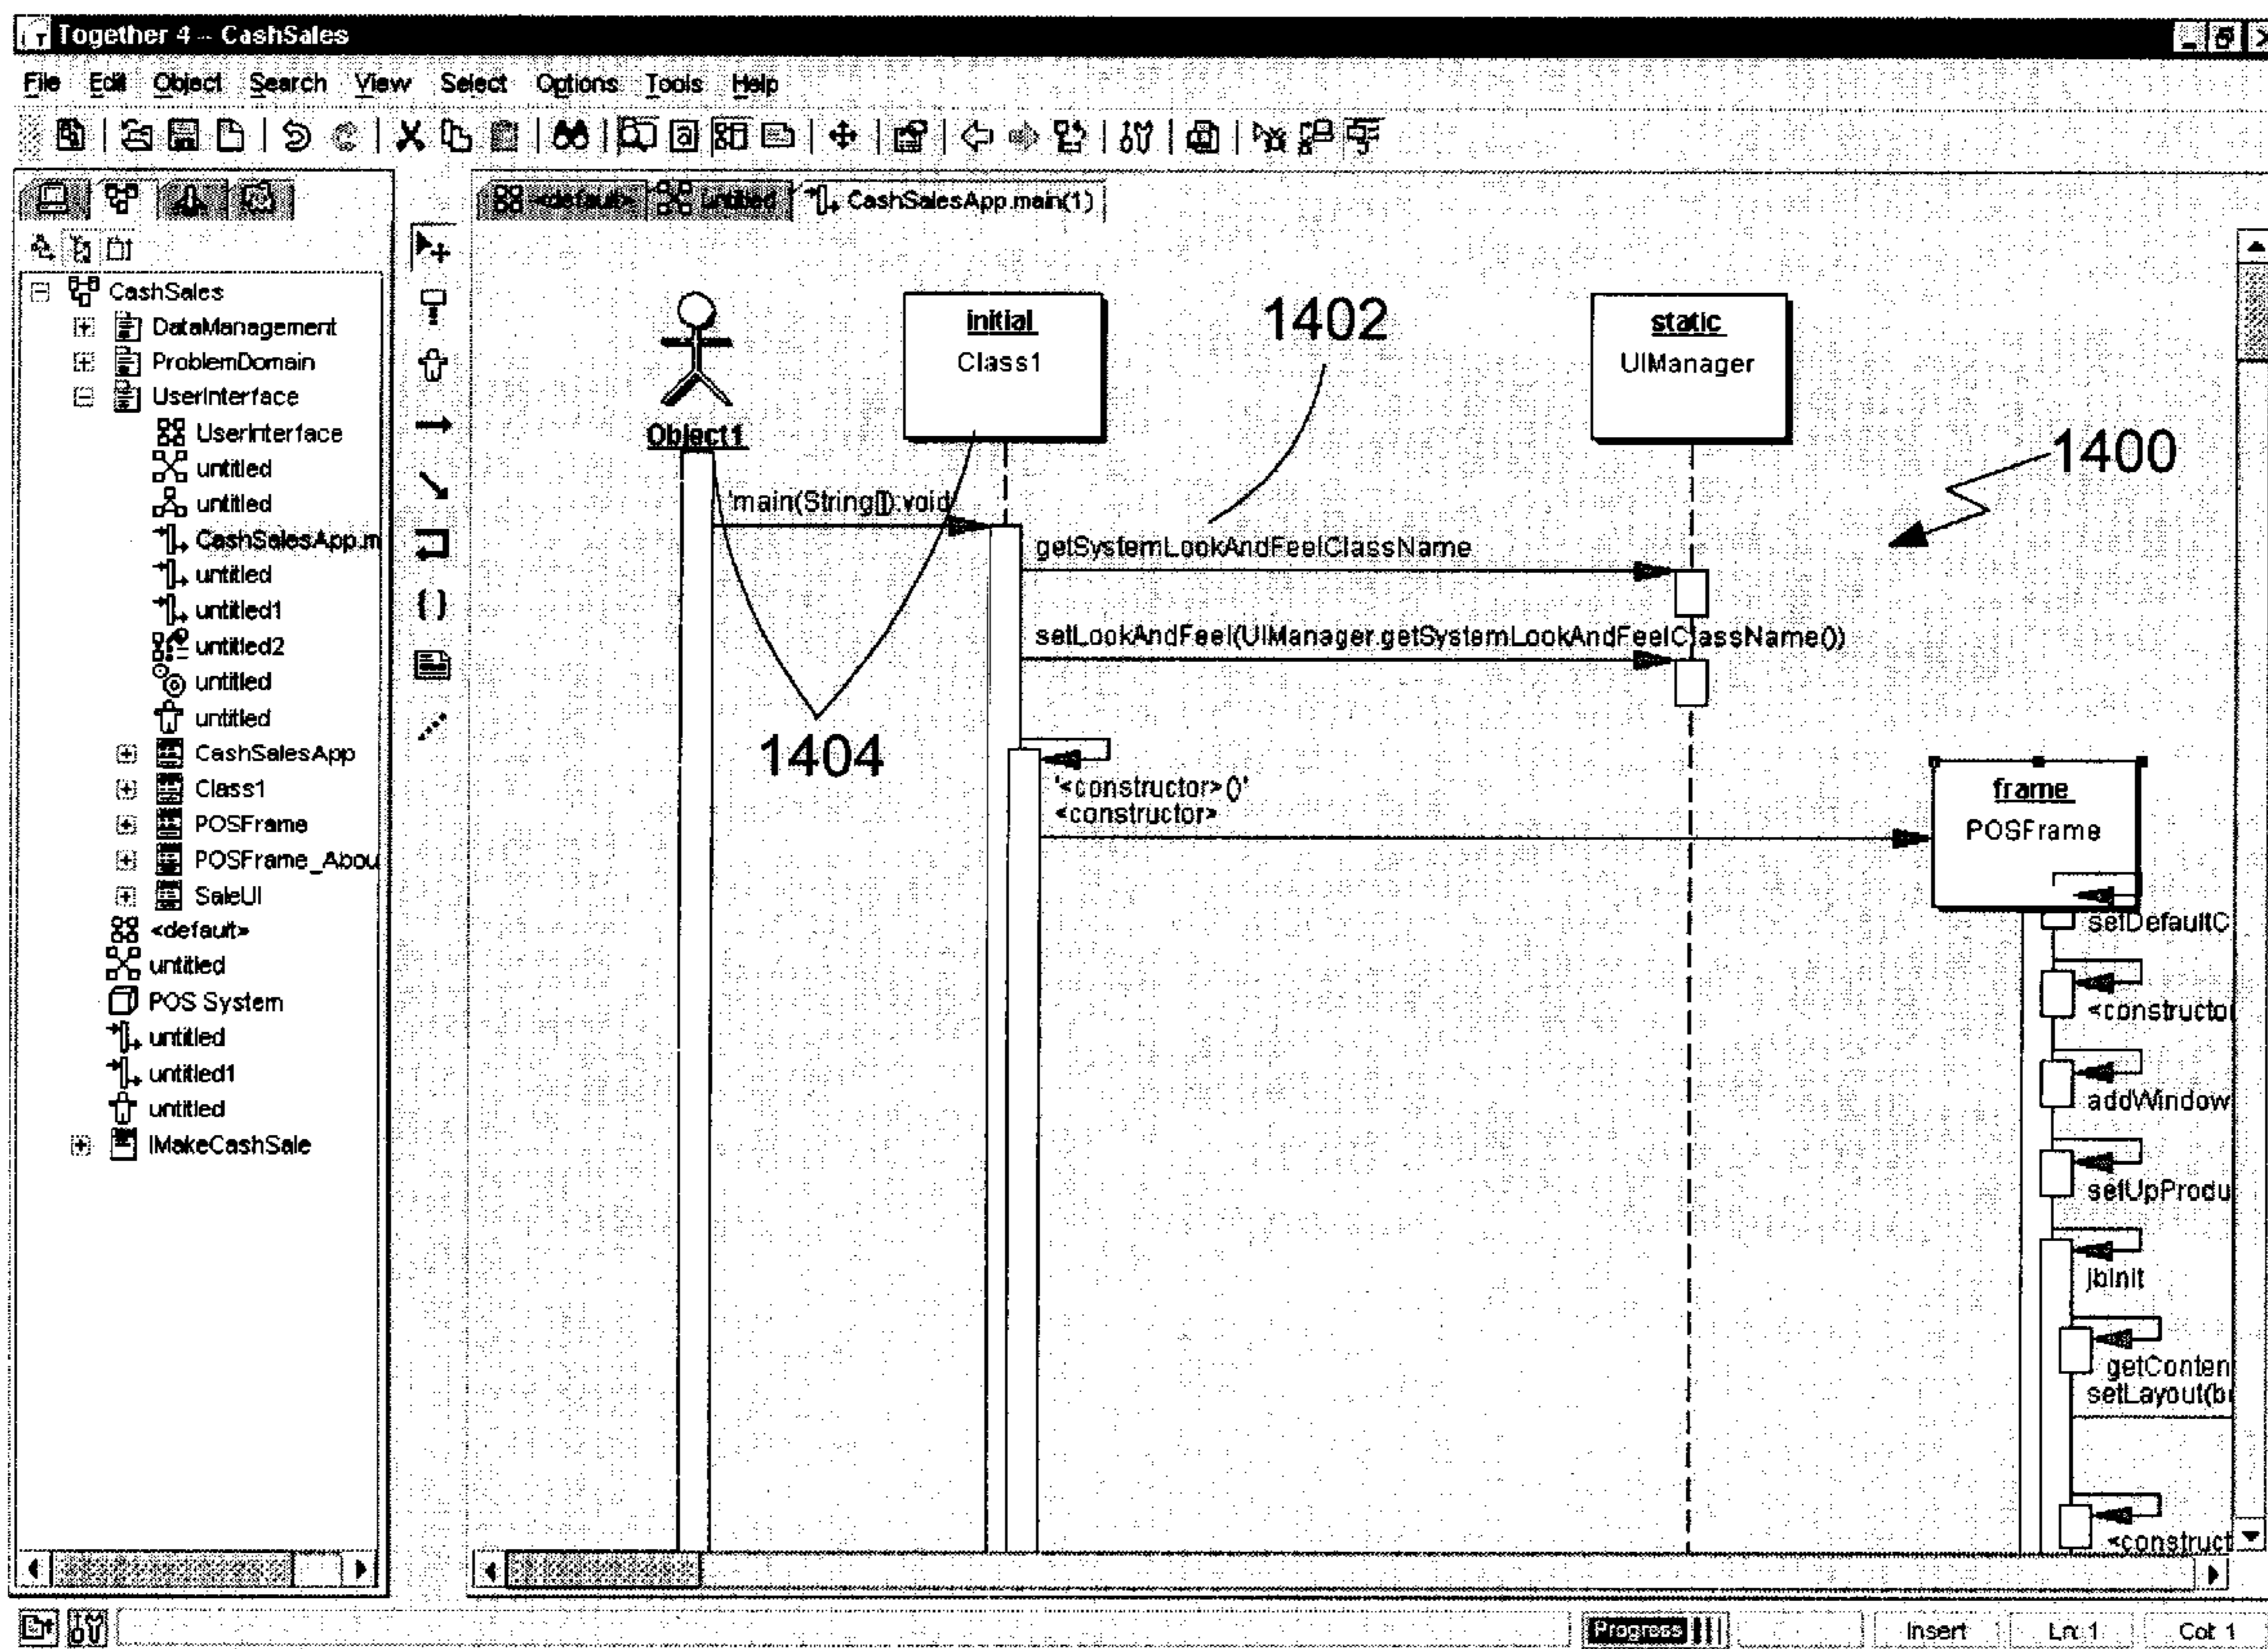 Together 4 -- CashSales
File Edit Object Search View Select Options Tools Help
<default> untitled CashSalesApp.main(1)
CashSales
DataManagement
ProblemDomain
UserInterface
UserInterface
untitled
untitled
CashSalesApp.m
untitled
untitled1
untitled2
untitled
untitled
CashSalesApp
Class1
POSFrame
POSFrame_Abou
SaleUI
<default>
untitled
POS System
untitled
untitled1
untitled
IMakeCashSale
Object1
initial
Class1
1402
static
UIManager
1400
'main(String[]):void
getSystemLookAndFeelClassName
setLookAndFeel(UIManager.getSystemLookAndFeelClassName())
1404
'<constructor>()'
<constructor>
frame
POSFrame
setDefaultC
<constructo
addWindow
setUpProdu
jbInit
getConten
setLayout(b
<construct
Progress Insert Ln: 1 Col: 1